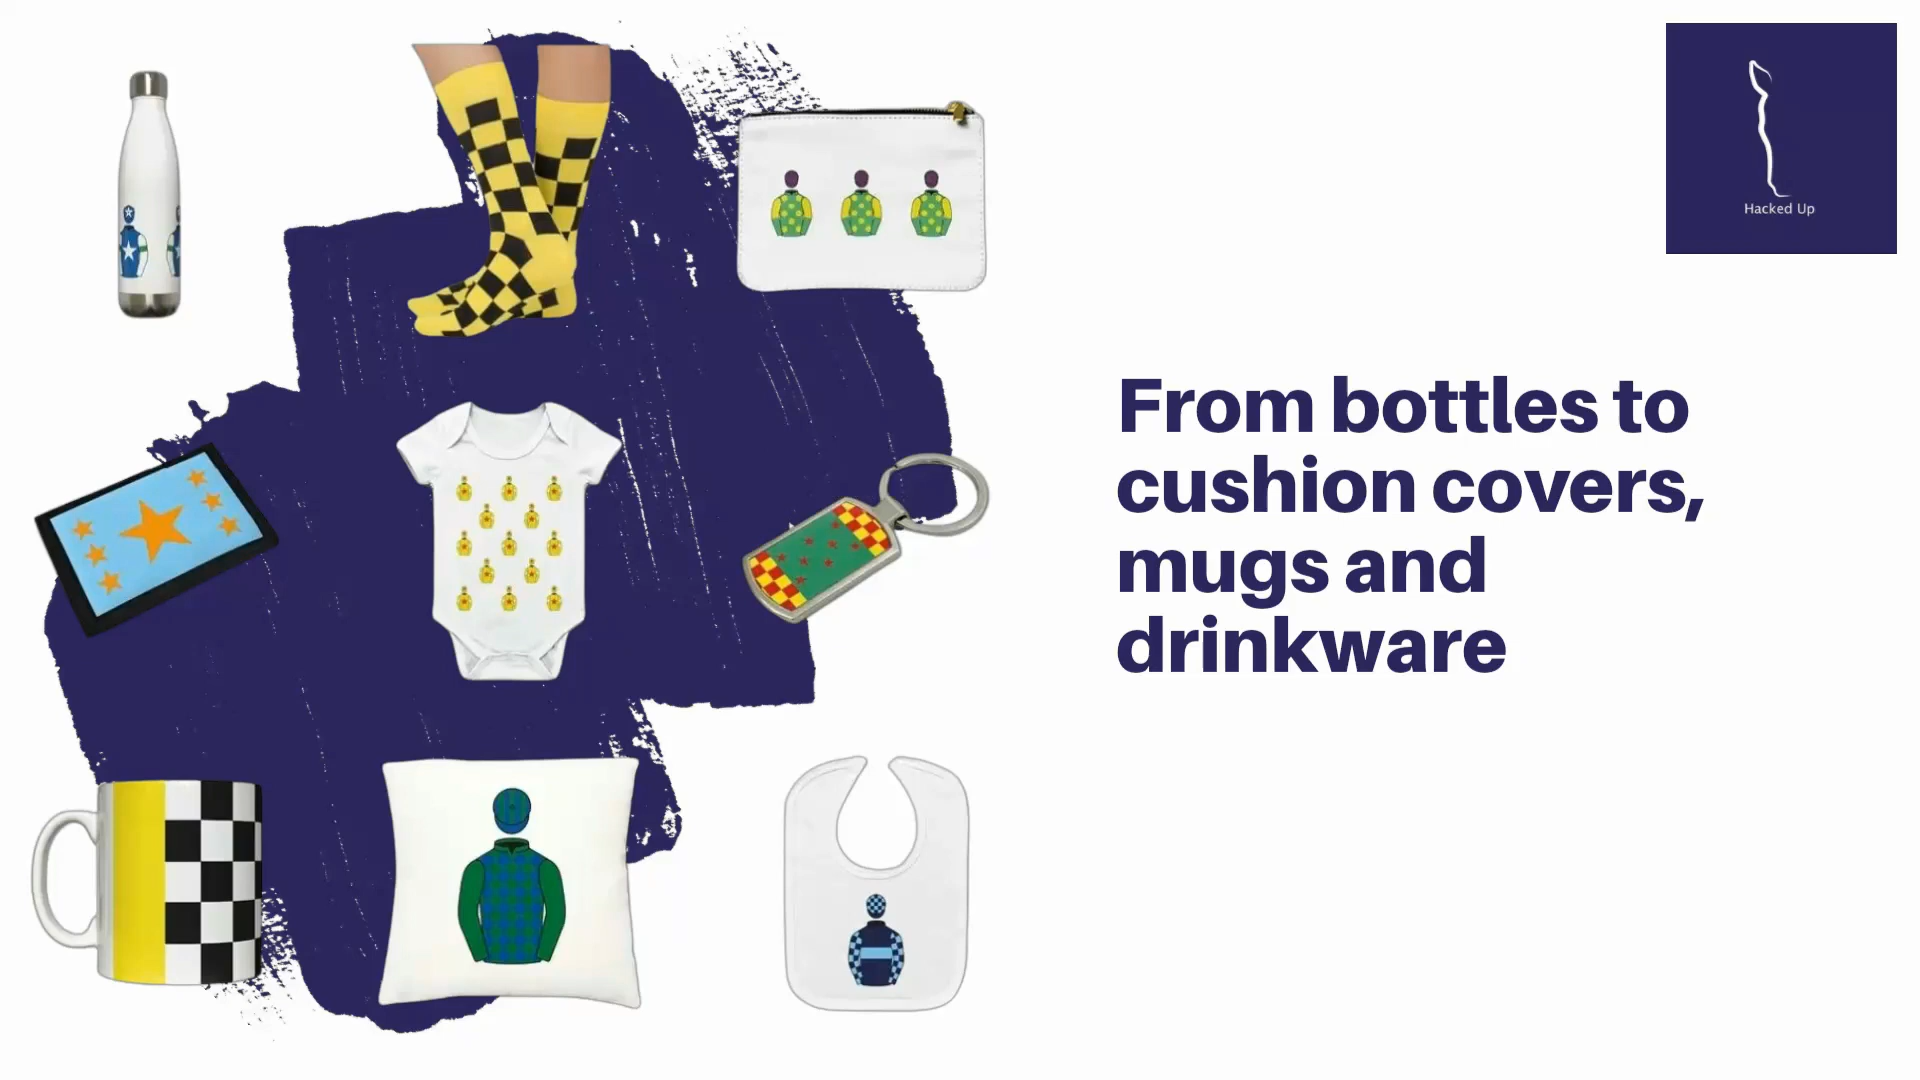 Hacked Up
From bottles to
cushion covers,
mugs and
drinkware